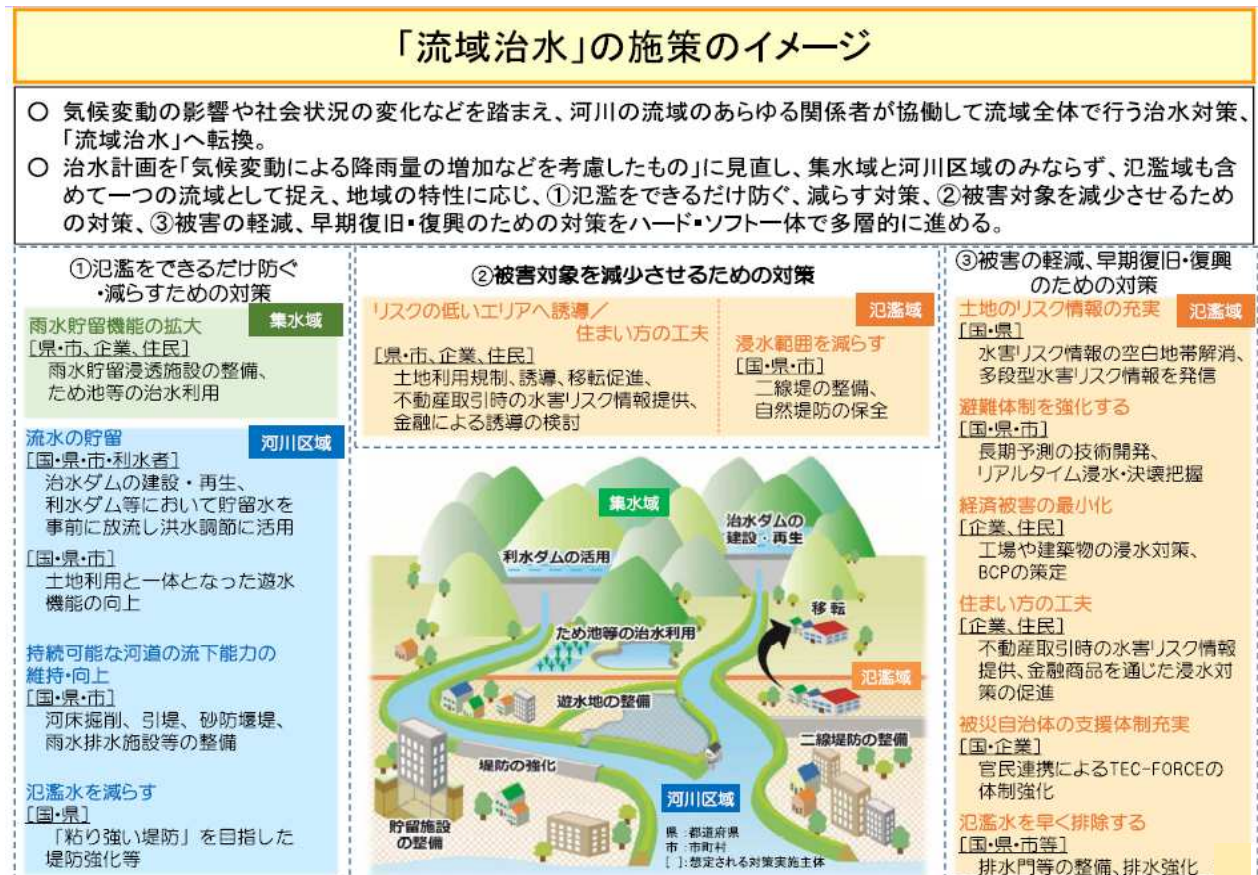 「流域治水」の施策のイメージ
○ 気候変動の影響や社会状況の変化などを踏まえ、河川の流域のあらゆる関係者が協働して流域全体で行う治水対策、
「流域治水」へ転換。
○ 治水計画を「気候変動による降雨量の増加などを考慮したもの」に見直し、集水域と河川区域のみならず、氾濫域も含
めて一つの流域として捉え、地域の特性に応じ、①氾濫をできるだけ防ぐ、減らす対策、②被害対象を減少させるため
の対策、③被害の軽減、早期復旧・復興のための対策をハード・ソフト一体で多層的に進める。
①氾濫をできるだけ防ぐ
・減らすための対策
集水域
雨水貯留機能の拡大
[県・市、企業、住民]
雨水貯留浸透施設の整備、
ため池等の治水利用
河川区域
流水の貯留
[国・県・市・利水者]
治水ダムの建設・再生、
利水ダム等において貯留水を
事前に放流し洪水調節に活用
[国・県・市]
土地利用と一体となった遊水
機能の向上
持続可能な河道の流下能力の
維持・向上
[国・県・市]
河床掘削、引堤、砂防堰堤、
雨水排水施設等の整備
氾濫水を減らす
[国・県]
「粘り強い堤防」を目指した
堤防強化等
②被害対象を減少させるための対策
リスクの低いエリアへ誘導／
住まい方の工夫
[県・市、企業、住民]
土地利用規制、誘導、移転促進、
不動産取引時の水害リスク情報提供、
金融による誘導の検討
氾濫域
浸水範囲を減らす
[国・県・市]
二線堤の整備、
自然堤防の保全
集水域
治水ダムの
建設・再生
利水ダムの活用
移転
ため池等の治水利用
氾濫域
遊水地の整備
二線堤防の整備
堤防の強化
河川区域
貯留施設
の整備
県：都道府県
市：市町村
[ ]：想定される対策実施主体
③被害の軽減、早期復旧・復興
のための対策
土地のリスク情報の充実
氾濫域
[国・県]
水害リスク情報の空白地帯解消、
多段型水害リスク情報を発信
避難体制を強化する
[国・県・市]
長期予測の技術開発、
リアルタイム浸水・決壊把握
経済被害の最小化
[企業、住民]
工場や建築物の浸水対策、
BCPの策定
住まい方の工夫
[企業、住民]
不動産取引時の水害リスク情報
提供、金融商品を通じた浸水対
策の促進
被災自治体の支援体制充実
[国・企業]
官民連携によるTEC-FORCEの
体制強化
氾濫水を早く排除する
[国・県・市等]
排水門等の整備、排水強化